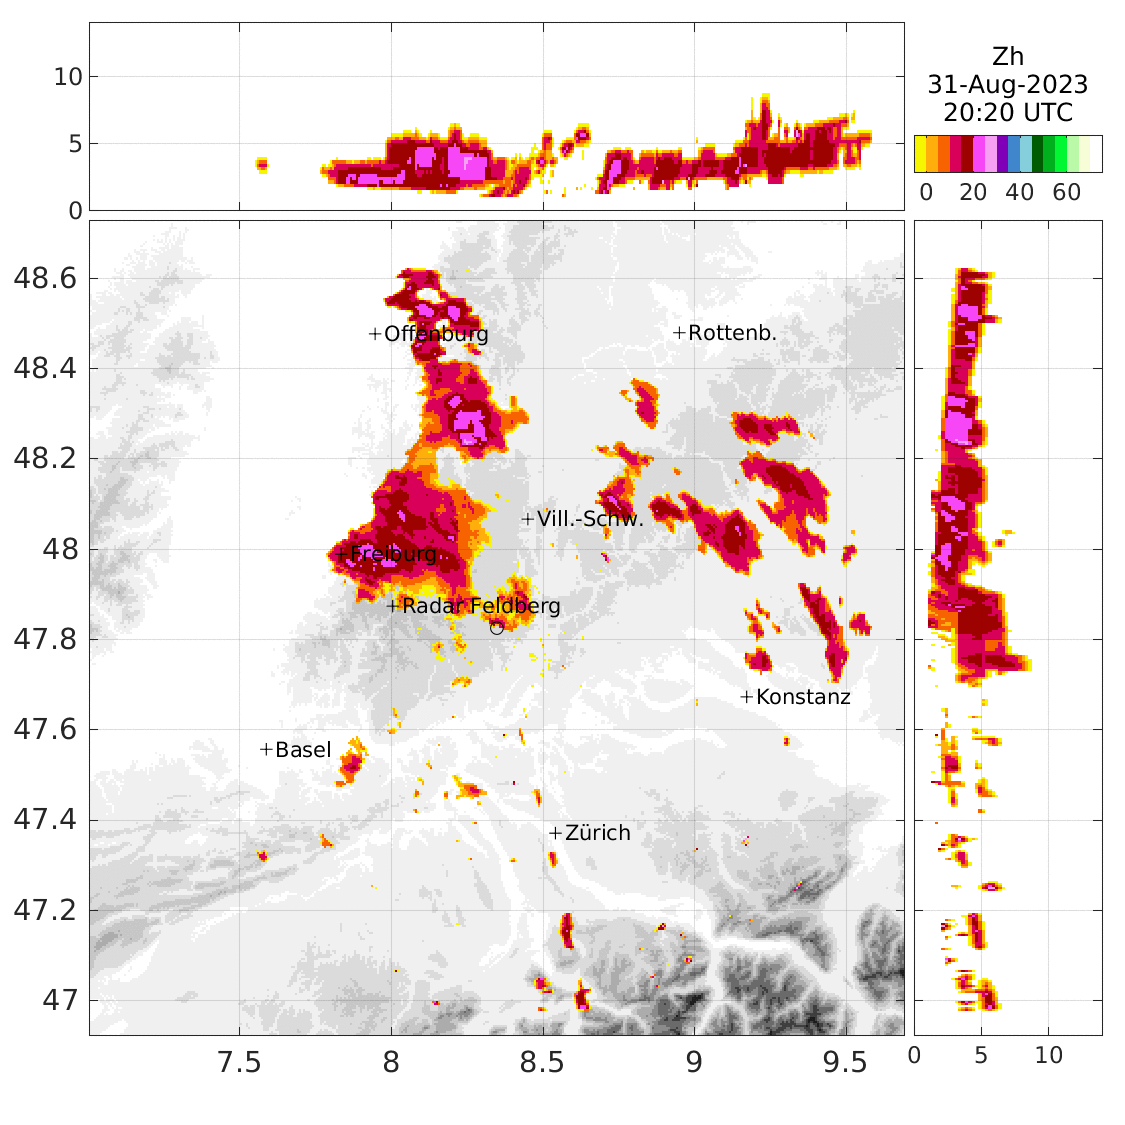 Zh
31-Aug-2023
20:20 UTC
10
5
0
0 20 40 60
48.6
48.4
48.2
48
47.8
47.6
47.4
47.2
47
+Offenburg
+Rottenb.
+Vill.-Schw.
+Freiburg
+Radar Feldberg
+Konstanz
+Basel
+Zürich
7.5 8 8.5 9 9.5
0 5 10